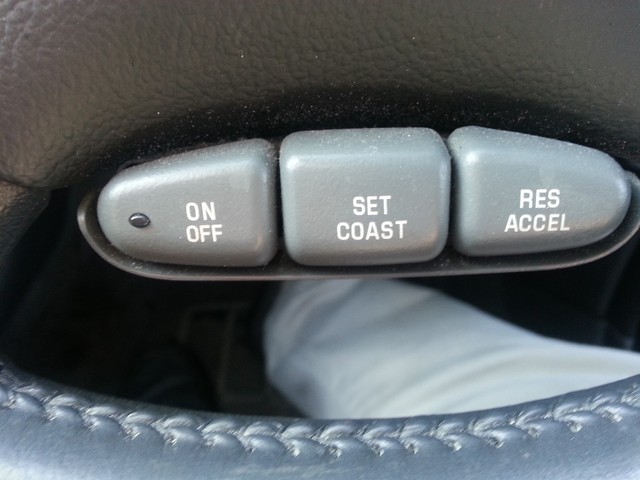 ON
OFF
SET
COAST
RES
ACCEL